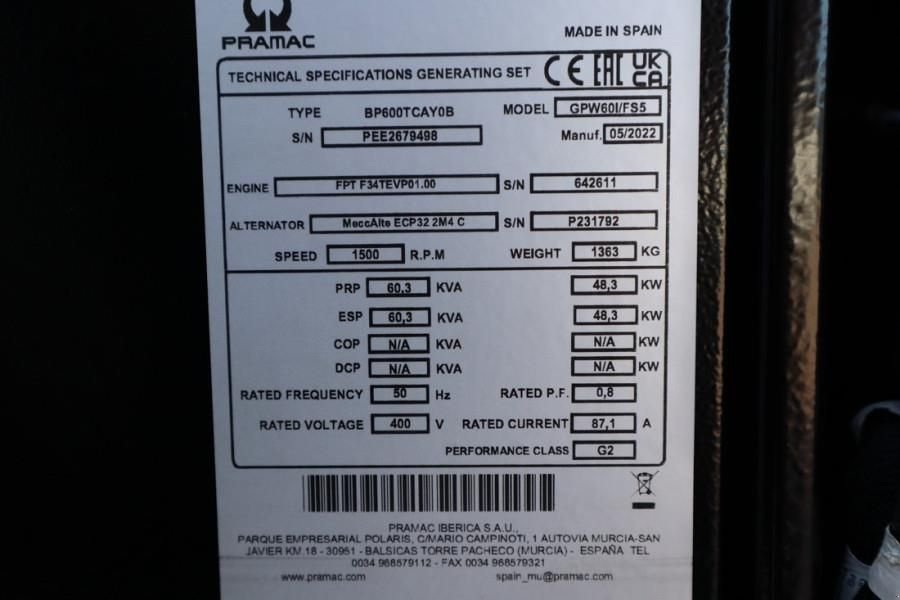 PRAMAC
MADE IN SPAIN
TECHNICAL SPECIFICATIONS GENERATING SET CE EAC UK CA
TYPE BP600TCAY0B MODEL GPW60I/FS5
S/N PEE2679498 Manuf. 05/2022
ENGINE FPT F34TEVP01.00 S/N 642611
ALTERNATOR MeccAlte ECP32 2M4 C S/N P231792
SPEED 1500 R.P.M WEIGHT 1363 KG
PRP 60,3 KVA 48,3 KW
ESP 60,3 KVA 48,3 KW
COP N/A KVA N/A KW
DCP N/A KVA N/A KW
RATED FREQUENCY 50 Hz RATED P.F. 0,8
RATED VOLTAGE 400 V RATED CURRENT 87,1 A
PERFORMANCE CLASS G2
PRAMAC IBERICA S.A.U.,
PARQUE EMPRESARIAL POLARIS, C/MARIO CAMPINOTI, 1 AUTOVIA MURCIA-SAN
JAVIER KM.18 - 30951 - BALSICAS TORRE PACHECO (MURCIA) - ESPAÑA TEL
0034 968579112 - FAX 0034 968579321
www.pramac.com spain_mu@pramac.com